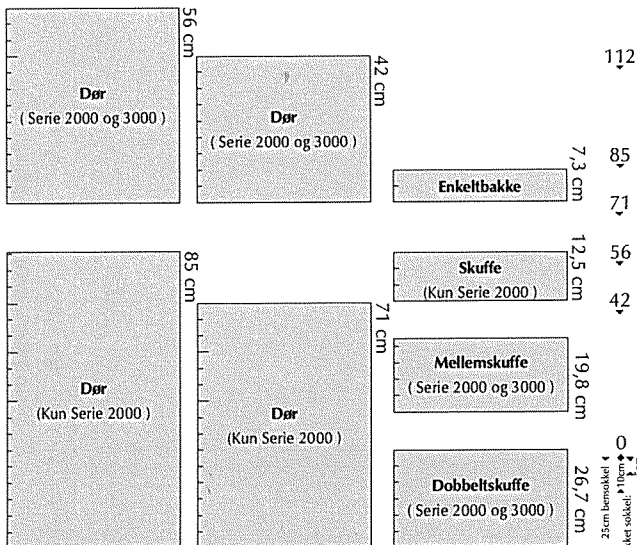 56 cm
Dør
( Serie 2000 og 3000 )
42 cm
Dør
( Serie 2000 og 3000 )
7,3 cm
Enkeltbakke
112
85
71
56
42
0
12,5 cm
Skuffe
(Kun Serie 2000 )
85 cm
Dør
(Kun Serie 2000 )
71 cm
Dør
(Kun Serie 2000 )
19,8 cm
Mellemskuffe
( Serie 2000 og 3000 )
26,7 cm
Dobbeltskuffe
( Serie 2000 og 3000 )
25cm bensokkel
10cm
sokkel: